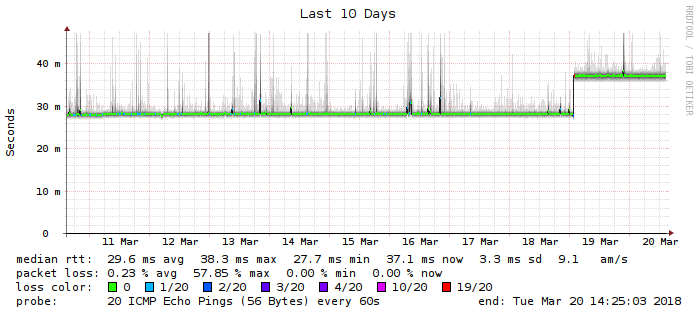 Last 10 Days
RRDTOOL / TOBI OETIKER
Seconds
40 m
30 m
20 m
10 m
0
11 Mar 12 Mar 13 Mar 14 Mar 15 Mar 16 Mar 17 Mar 18 Mar 19 Mar 20 Mar
median rtt: 29.6 ms avg 38.3 ms max 27.7 ms min 37.1 ms now 3.3 ms sd 9.1 am/s
packet loss: 0.23 % avg 57.85 % max 0.00 % min 0.00 % now
loss color: 0 1/20 2/20 3/20 4/20 10/20 19/20
probe: 20 ICMP Echo Pings (56 Bytes) every 60s end: Tue Mar 20 14:25:03 2018